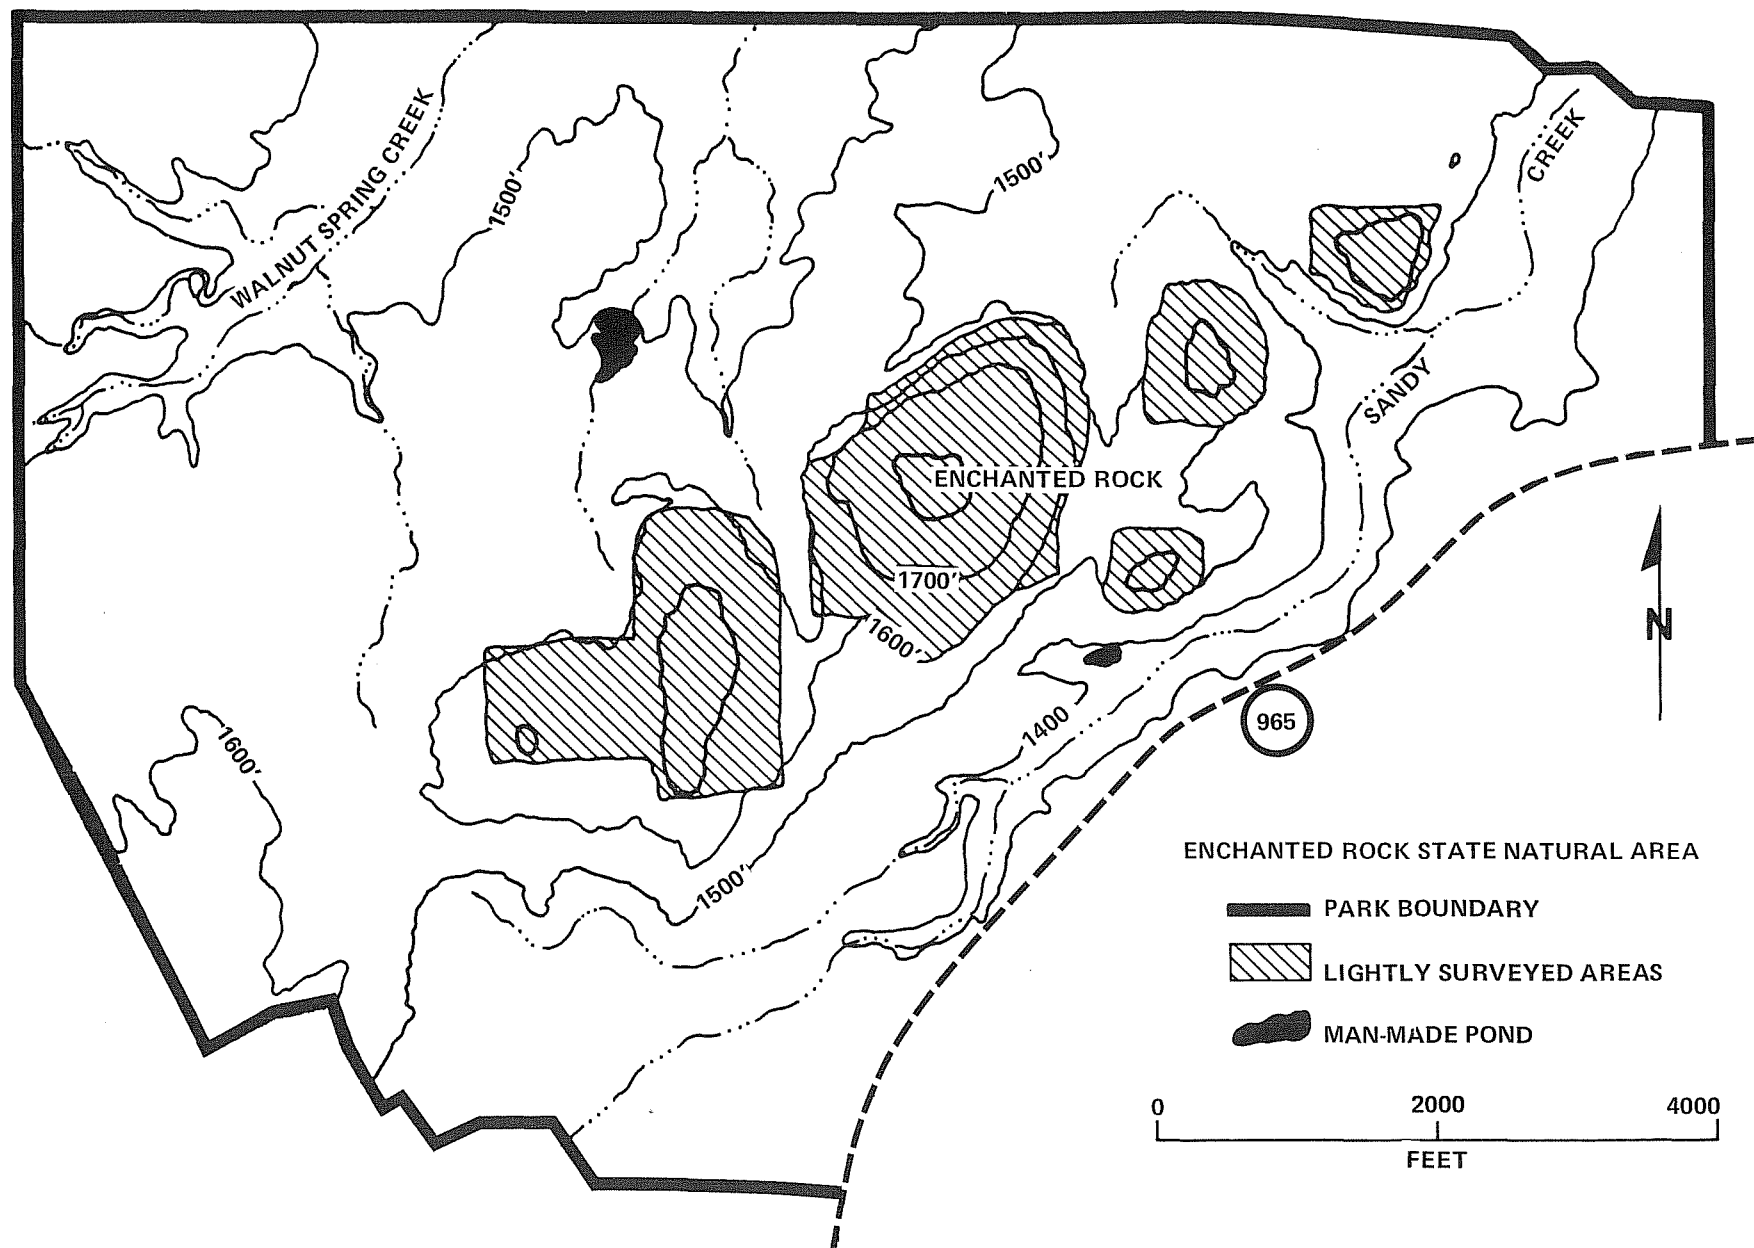 WALNUT SPRING CREEK
1500'
1500'
CREEK
SANDY
ENCHANTED ROCK
1700'
1600'
N
965
1400
1600'
1500'
ENCHANTED ROCK STATE NATURAL AREA
PARK BOUNDARY
LIGHTLY SURVEYED AREAS
MAN-MADE POND
0 2000 4000
FEET